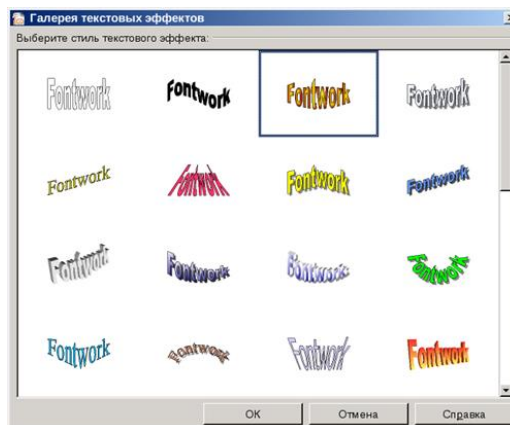 Галерея текстовых эффектов
Выберите стиль текстового эффекта:
Fontwork Fontwork Fontwork Fontwork
Fontwork Fontwork Fontwork Fontwork
Fontwork Fontwork Fontwork Fontwork
Fontwork Fontwork Fontwork Fontwork
OK Отмена Справка